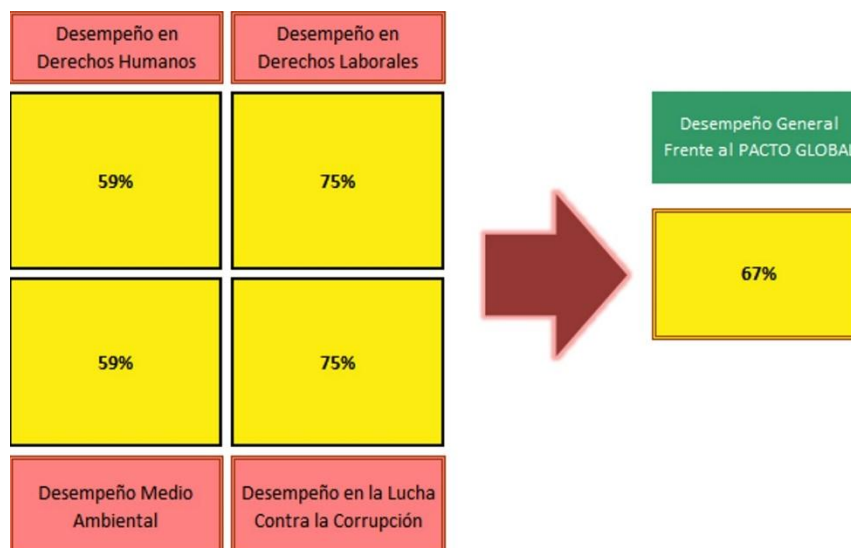 Desempeño en
Derechos Humanos
Desempeño en
Derechos Laborales
59%
75%
59%
75%
Desempeño Medio
Ambiental
Desempeño en la Lucha
Contra la Corrupción
Desempeño General
Frente al PACTO GLOBAL
67%